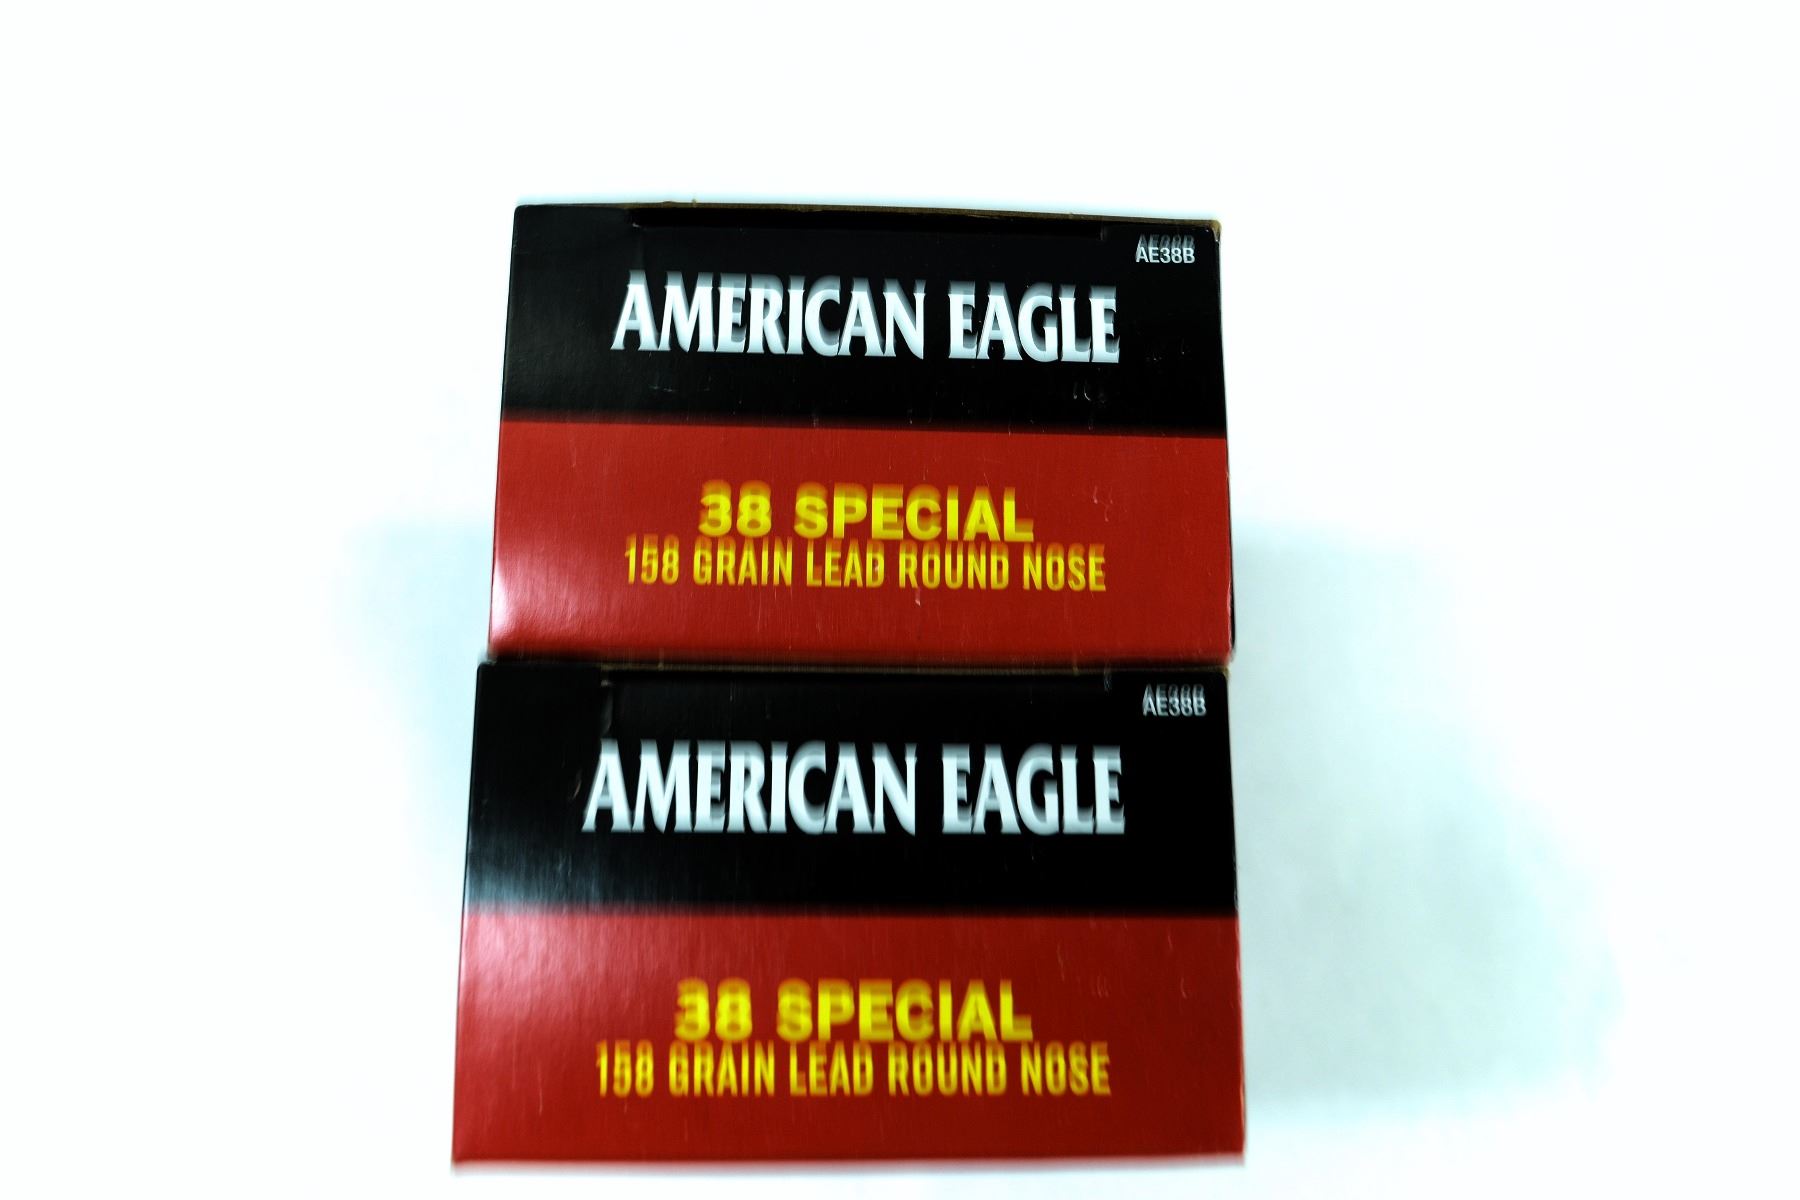 AE38B
AMERICAN EAGLE
38 SPECIAL
158 GRAIN LEAD ROUND NOSE
AE38B
AMERICAN EAGLE
38 SPECIAL
158 GRAIN LEAD ROUND NOSE